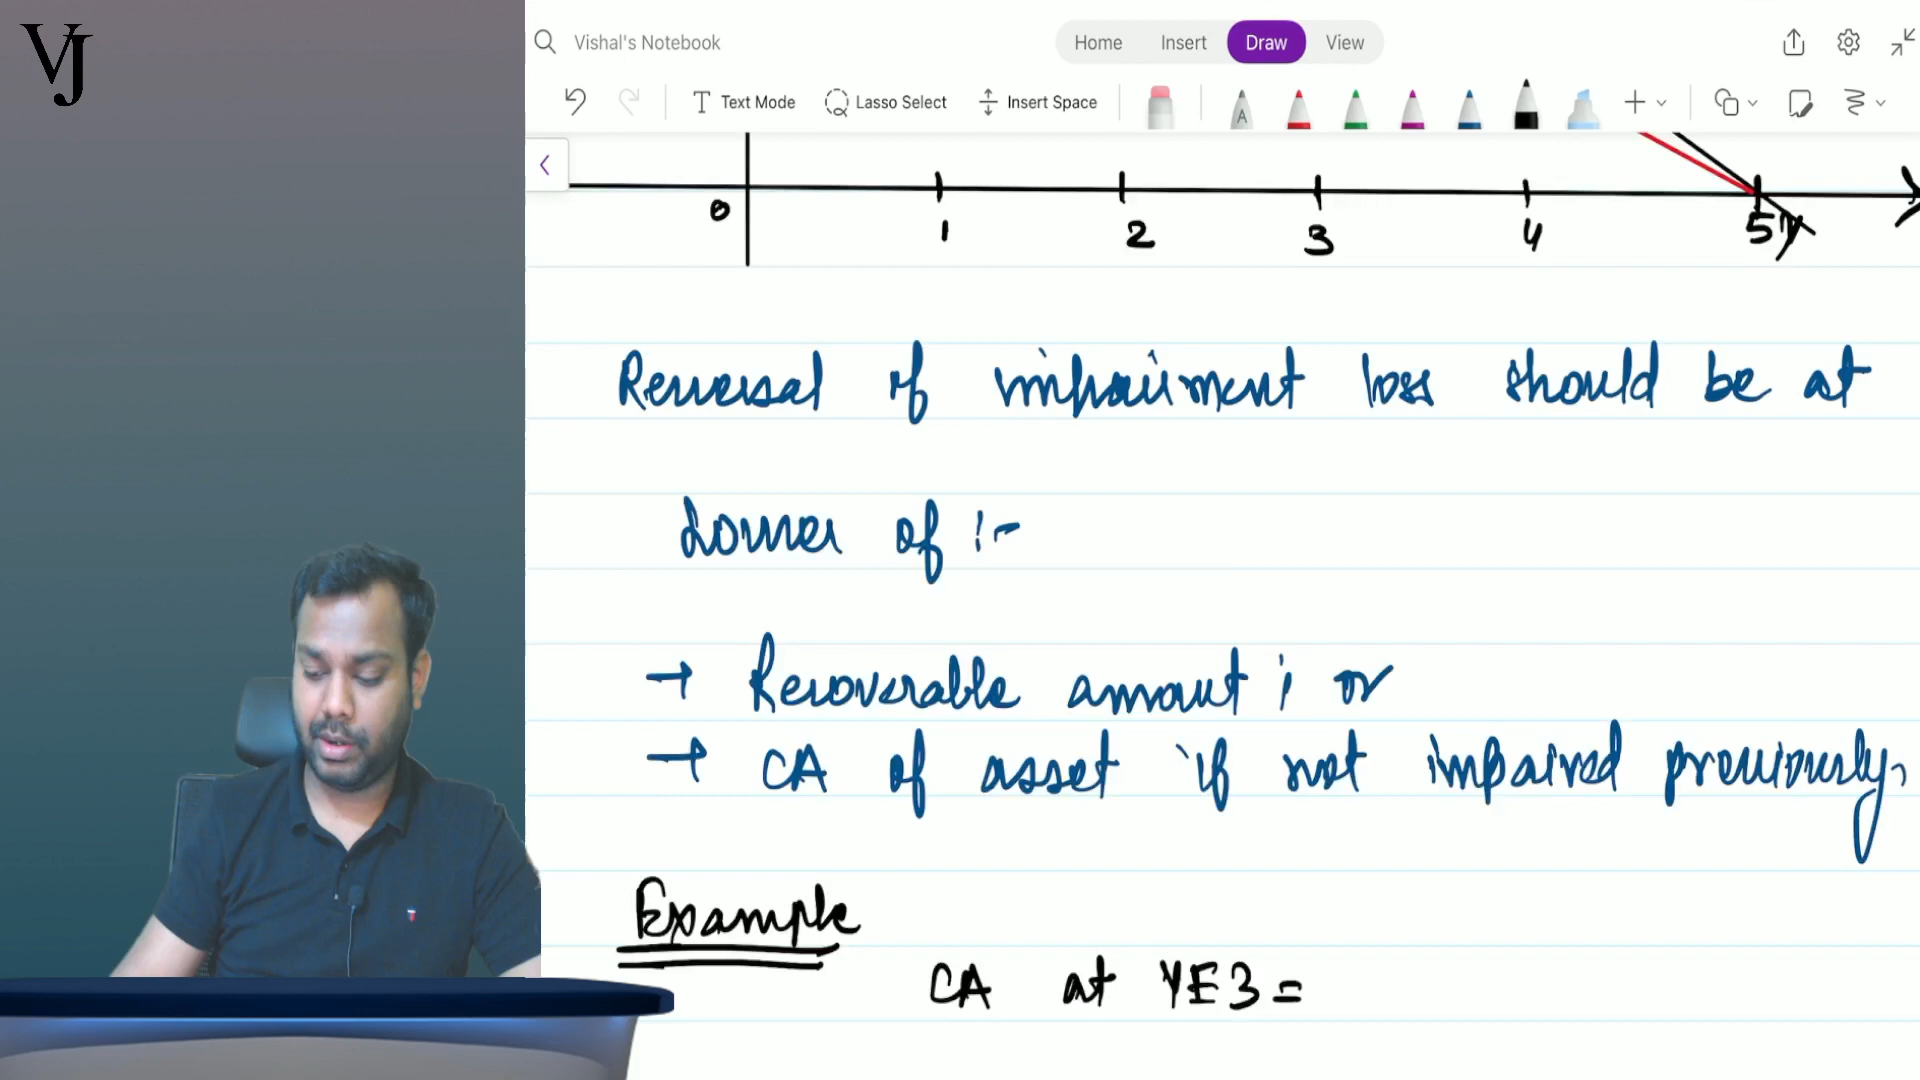 VJ
Vishal's Notebook
Home Insert Draw View
Text Mode Lasso Select Insert Space
A
0 1 2 3 4 5
Reversal of impairment loss should be at
Lower of :-
→ Recoverable amount ; or
→ CA of asset if not impaired previously.
Example
CA at YE3 =